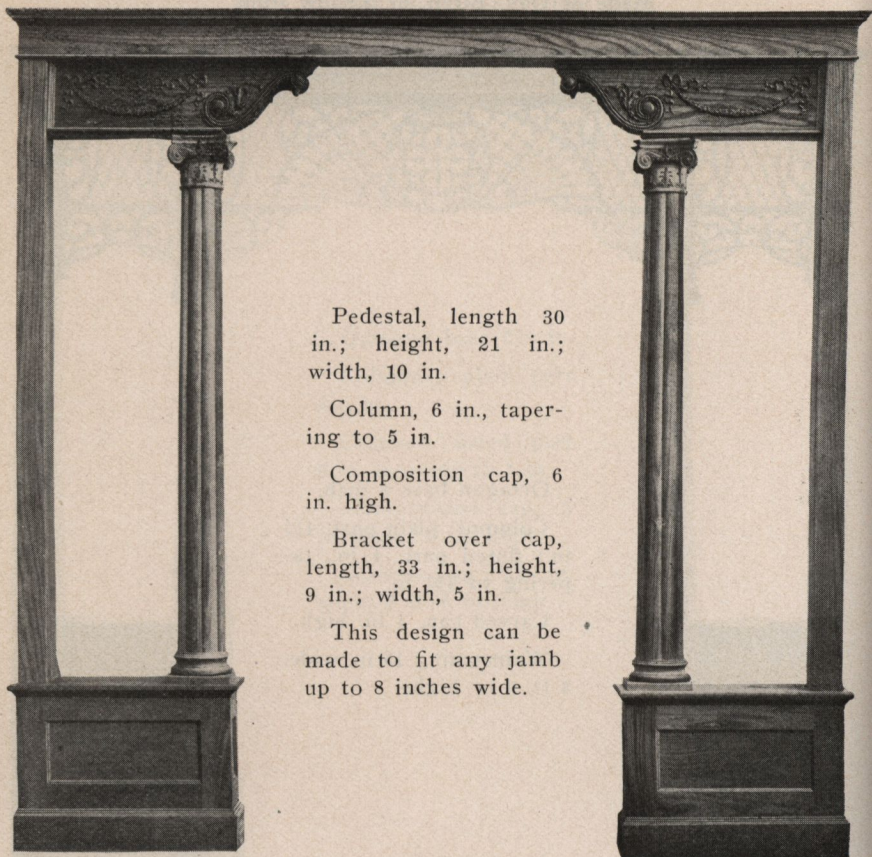 Pedestal, length 30
in.; height, 21 in.;
width, 10 in.
Column, 6 in., taper-
ing to 5 in.
Composition cap, 6
in. high.
Bracket over cap,
length, 33 in.; height,
9 in.; width, 5 in.
This design can be
made to fit any jamb
up to 8 inches wide.